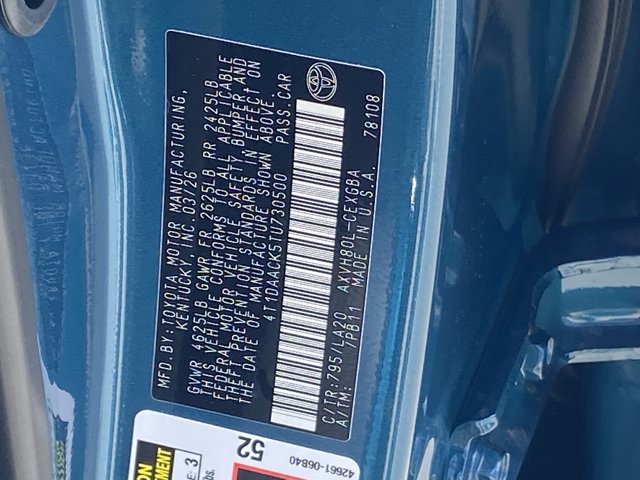 MFD.BY:TOYOTA MOTOR MANUFACTURING,
KENTUCKY, INC. 03/26
GVWR 4625LB GAWR FR 2625LB RR 2425LB
THIS VEHICLE CONFORMS TO ALL APPLICABLE
FEDERAL MOTOR VEHICLE SAFETY, BUMPER, AND
THEFT PREVENTION STANDARDS IN EFFECT ON
THE DATE OF MANUFACTURE SHOWN ABOVE.
4T1DAACK5TU730500 PASS.CAR
C/TR:795/LA20 AXVH80L-CEXGBA
A/TM: /PB11 MADE IN U.S.A. 78108
52
42661-06B40
3